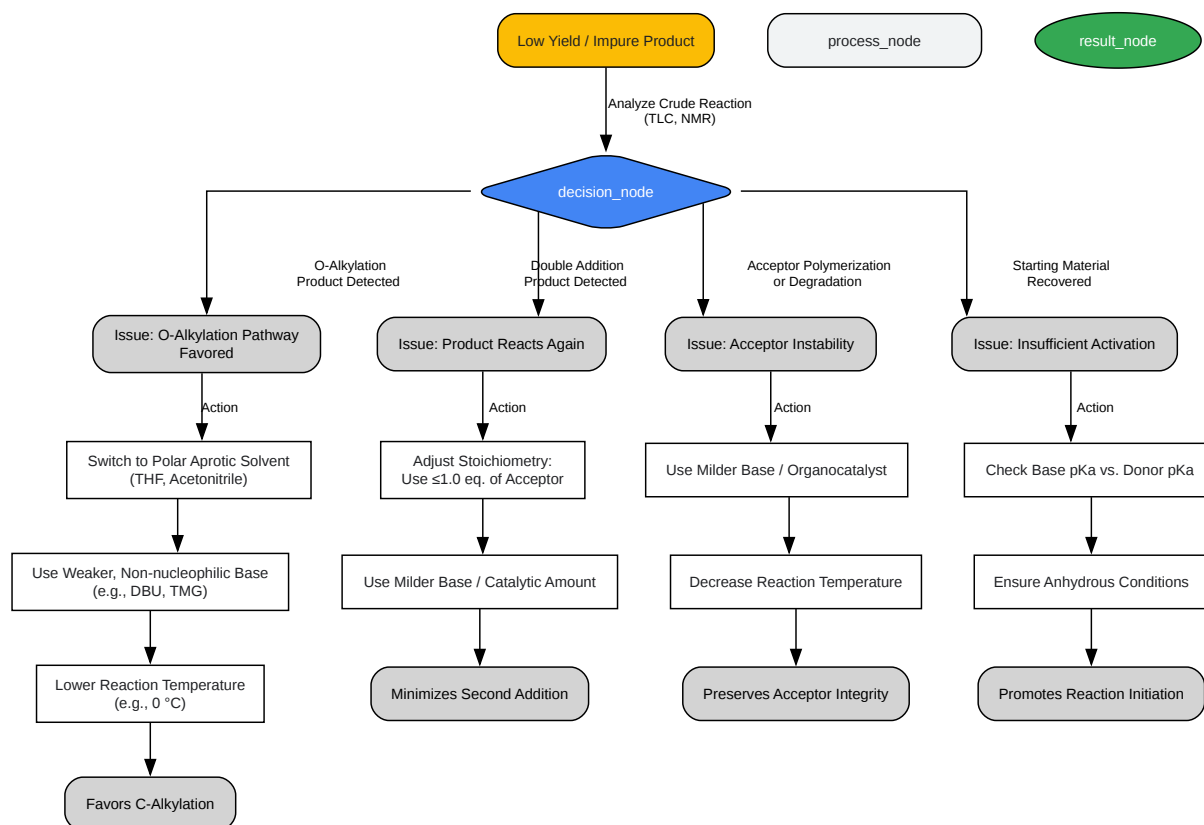 Low Yield / Impure Product
process_node
result_node
Analyze Crude Reaction
(TLC, NMR)
decision_node
O-Alkylation
Product Detected
Double Addition
Product Detected
Acceptor Polymerization
or Degradation
Starting Material
Recovered
Issue: O-Alkylation Pathway
Favored
Issue: Product Reacts Again
Issue: Acceptor Instability
Issue: Insufficient Activation
Action
Action
Action
Action
Switch to Polar Aprotic Solvent
(THF, Acetonitrile)
Adjust Stoichiometry:
Use ≤1.0 eq. of Acceptor
Use Milder Base / Organocatalyst
Check Base pKa vs. Donor pKa
Use Weaker, Non-nucleophilic Base
(e.g., DBU, TMG)
Use Milder Base / Catalytic Amount
Decrease Reaction Temperature
Ensure Anhydrous Conditions
Lower Reaction Temperature
(e.g., 0 °C)
Minimizes Second Addition
Preserves Acceptor Integrity
Promotes Reaction Initiation
Favors C-Alkylation